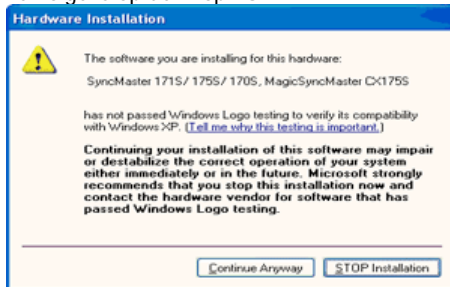 Hardware Installation
The software you are installing for this hardware:
SyncMaster 171S/ 175S/ 170S, MagicSyncMaster CX175S
has not passed Windows Logo testing to verify its compatibility
with Windows XP. (Tell me why this testing is important.)
Continuing your installation of this software may impair
or destabilize the correct operation of your system
either immediately or in the future. Microsoft strongly
recommends that you stop this installation now and
contact the hardware vendor for software that has
passed Windows Logo testing.
Continue Anyway STOP Installation